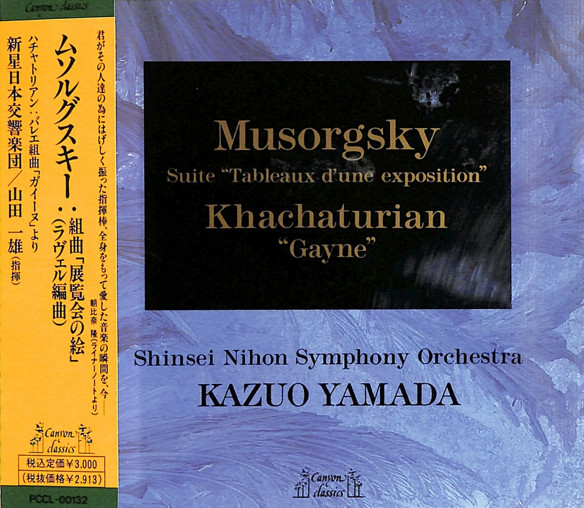 Canyon classics
君がその人達の為にはげしく振った指揮棒、全身をもって愛した音楽の瞬間を、今——
朝比奈 隆(ライナーノートより)
ムソルグスキー:組曲「展覧会の絵」
(ラヴェル編曲)
ハチャトリアン:バレエ組曲「ガイーヌ」より
新星日本交響楽団/山田 一雄(指揮)
Canyon
classics
税込定価¥3,000
(税抜価格¥2,913)
PCCL-00132
Musorgsky
Suite “Tableaux d'une exposition”
Khachaturian
“Gayne”
Shinsei Nihon Symphony Orchestra
KAZUO YAMADA
Canyon
classics